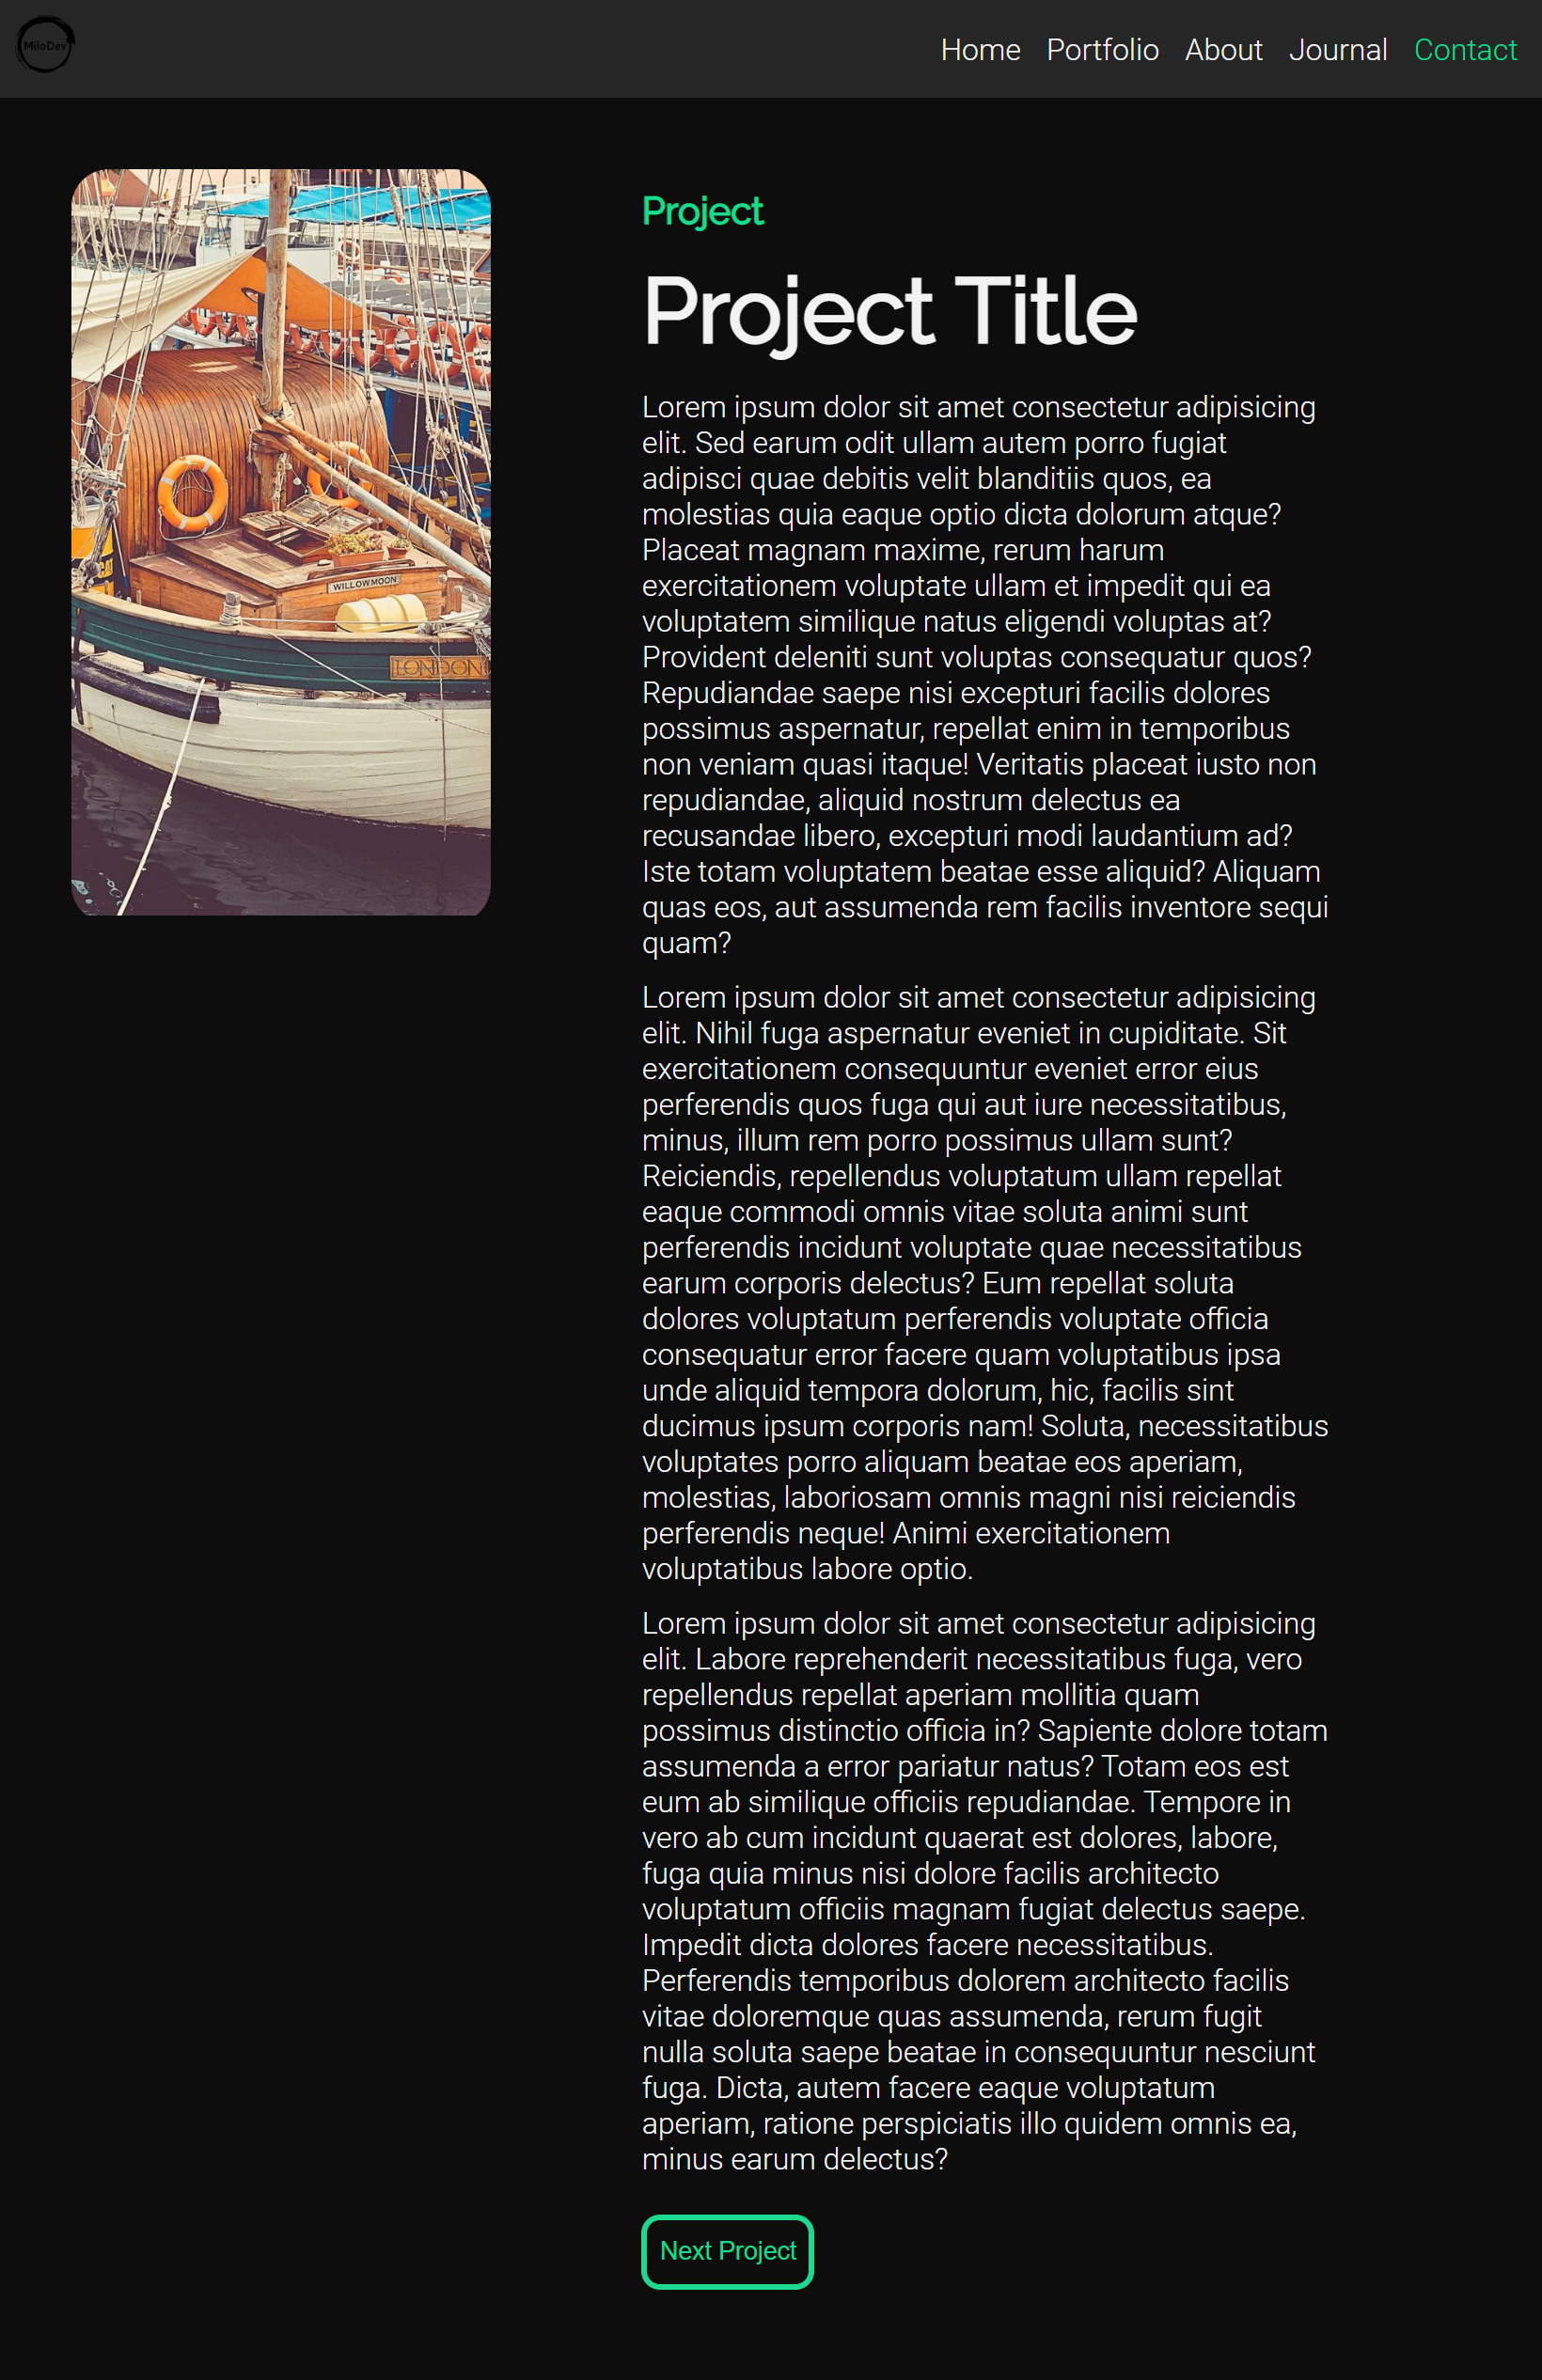 MiloDev
Home Portfolio About Journal Contact
Project
Project Title
Lorem ipsum dolor sit amet consectetur adipisicing
elit. Sed earum odit ullam autem porro fugiat
adipisci quae debitis velit blanditiis quos, ea
molestias quia eaque optio dicta dolorum atque?
Placeat magnam maxime, rerum harum
exercitationem voluptate ullam et impedit qui ea
voluptatem similique natus eligendi voluptas at?
Provident deleniti sunt voluptas consequatur quos?
Repudiandae saepe nisi excepturi facilis dolores
possimus aspernatur, repellat enim in temporibus
non veniam quasi itaque! Veritatis placeat iusto non
repudiandae, aliquid nostrum delectus ea
recusandae libero, excepturi modi laudantium ad?
Iste totam voluptatem beatae esse aliquid? Aliquam
quas eos, aut assumenda rem facilis inventore sequi
quam?
Lorem ipsum dolor sit amet consectetur adipisicing
elit. Nihil fuga aspernatur eveniet in cupiditate. Sit
exercitationem consequuntur eveniet error eius
perferendis quos fuga qui aut iure necessitatibus,
minus, illum rem porro possimus ullam sunt?
Reiciendis, repellendus voluptatum ullam repellat
eaque commodi omnis vitae soluta animi sunt
perferendis incidunt voluptate quae necessitatibus
earum corporis delectus? Eum repellat soluta
dolores voluptatum perferendis voluptate officia
consequatur error facere quam voluptatibus ipsa
unde aliquid tempora dolorum, hic, facilis sint
ducimus ipsum corporis nam! Soluta, necessitatibus
voluptates porro aliquam beatae eos aperiam,
molestias, laboriosam omnis magni nisi reiciendis
perferendis neque! Animi exercitationem
voluptatibus labore optio.
Lorem ipsum dolor sit amet consectetur adipisicing
elit. Labore reprehenderit necessitatibus fuga, vero
repellendus repellat aperiam mollitia quam
possimus distinctio officia in? Sapiente dolore totam
assumenda a error pariatur natus? Totam eos est
eum ab similique officiis repudiandae. Tempore in
vero ab cum incidunt quaerat est dolores, labore,
fuga quia minus nisi dolore facilis architecto
voluptatum officiis magnam fugiat delectus saepe.
Impedit dicta dolores facere necessitatibus.
Perferendis temporibus dolorem architecto facilis
vitae doloremque quas assumenda, rerum fugit
nulla soluta saepe beatae in consequuntur nesciunt
fuga. Dicta, autem facere eaque voluptatum
aperiam, ratione perspiciatis illo quidem omnis ea,
minus earum delectus?
Next Project
CAT
WILLOWMOON
LONDON